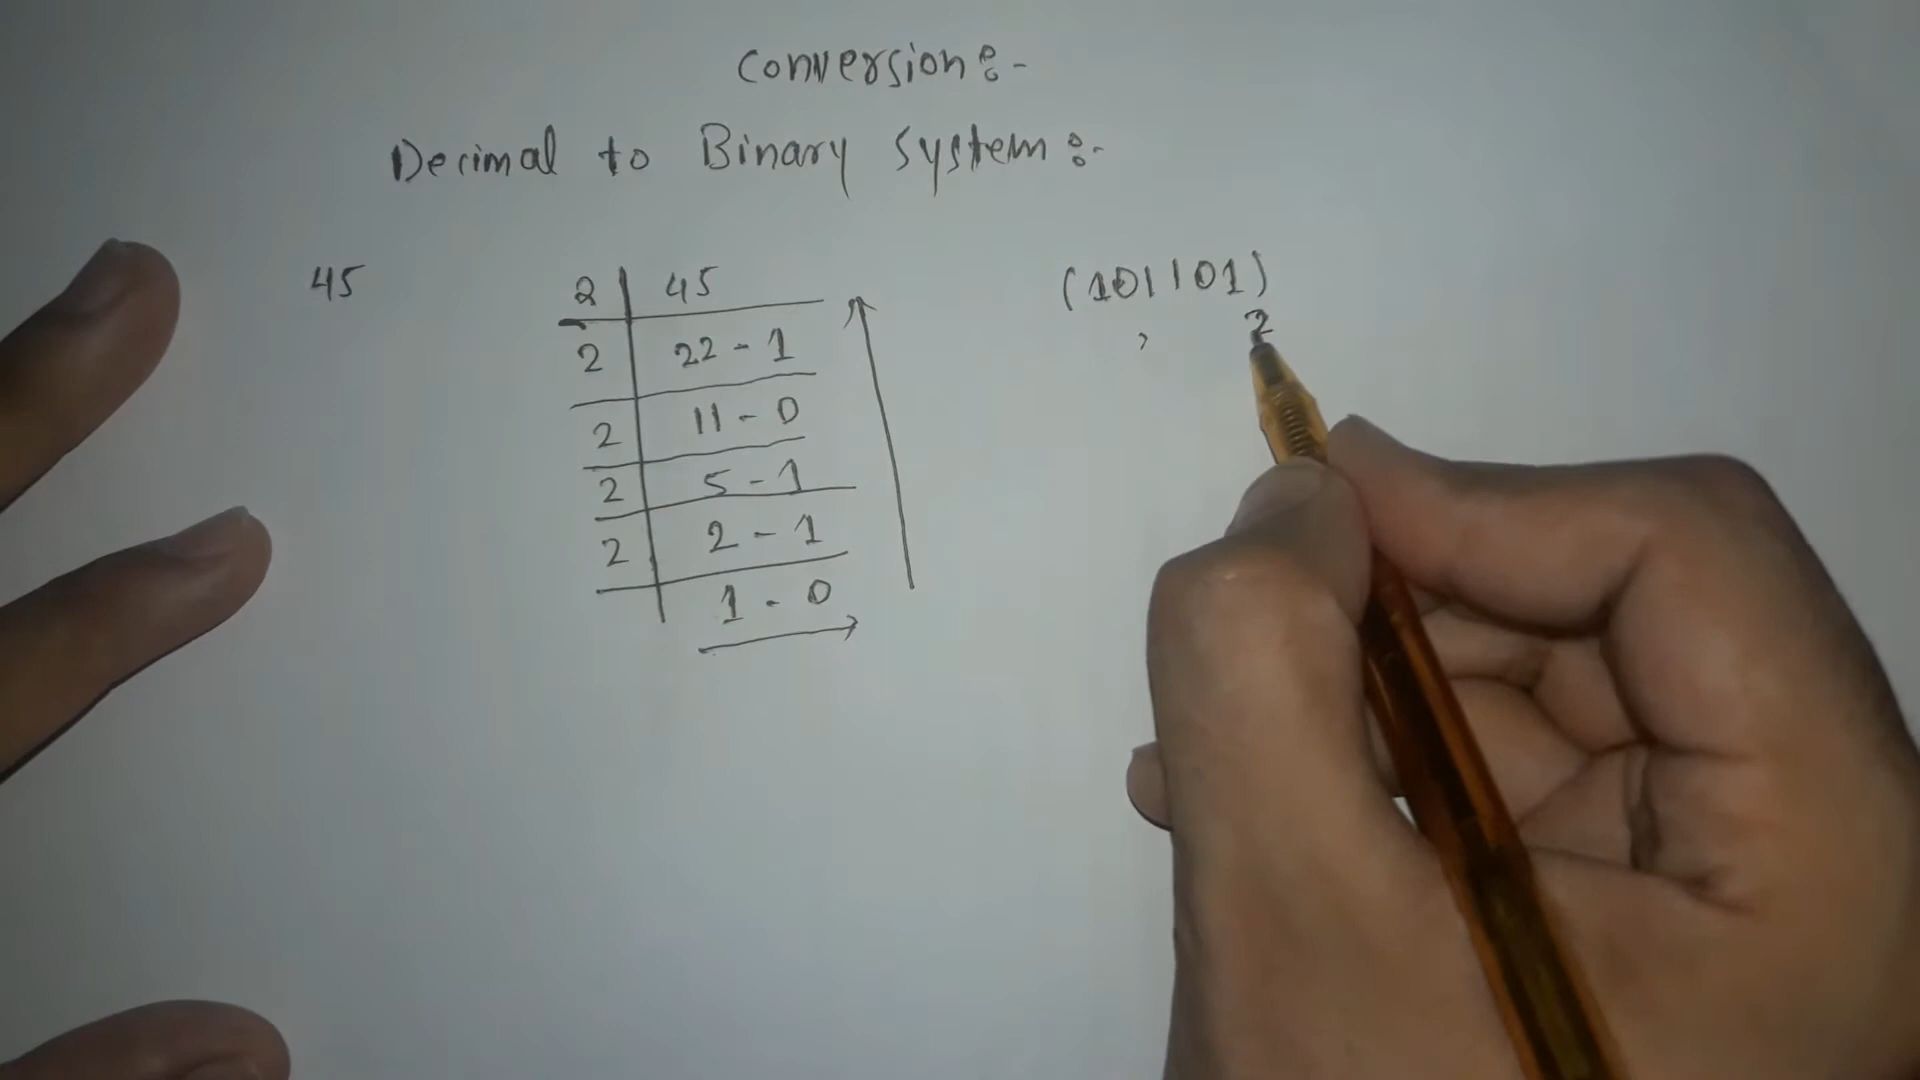 Conversion:-
Decimal to Binary System:-
45
2 | 45
2 | 22 - 1
2 | 11 - 0
2 | 5 - 1
2 | 2 - 1
1 - 0
(101101)
, 2